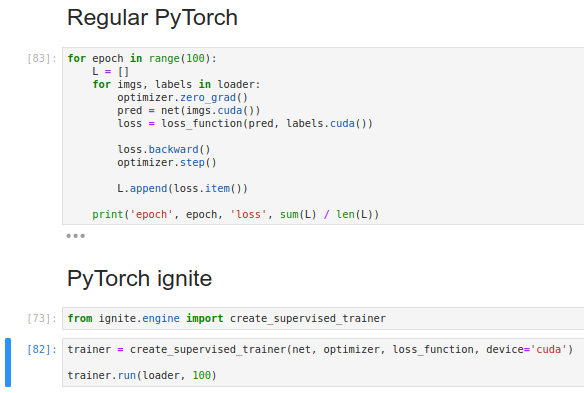 Regular PyTorch
[83]: for epoch in range(100):
    L = []
    for imgs, labels in loader:
        optimizer.zero_grad()
        pred = net(imgs.cuda())
        loss = loss_function(pred, labels.cuda())
        loss.backward()
        optimizer.step()
        L.append(loss.item())
    print('epoch', epoch, 'loss', sum(L) / len(L))
PyTorch ignite
[73]: from ignite.engine import create_supervised_trainer
[82]: trainer = create_supervised_trainer(net, optimizer, loss_function, device='cuda')
trainer.run(loader, 100)